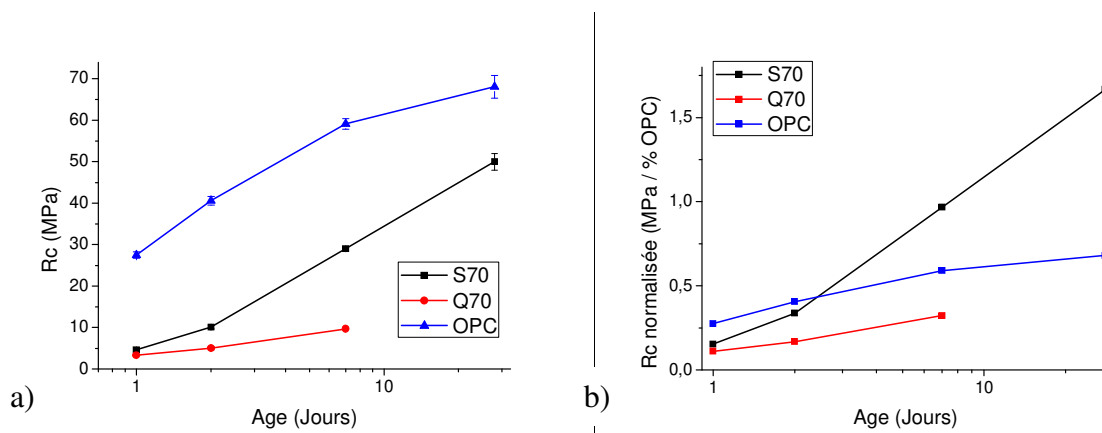 70
60
50
40
30
20
10
0
Rc (MPa)
S70
Q70
OPC
1
10
Age (Jours)
a)
S70
Q70
OPC
1,5
1,0
0,5
0,0
Rc normalisée (MPa / % OPC)
1
10
Age (Jours)
b)